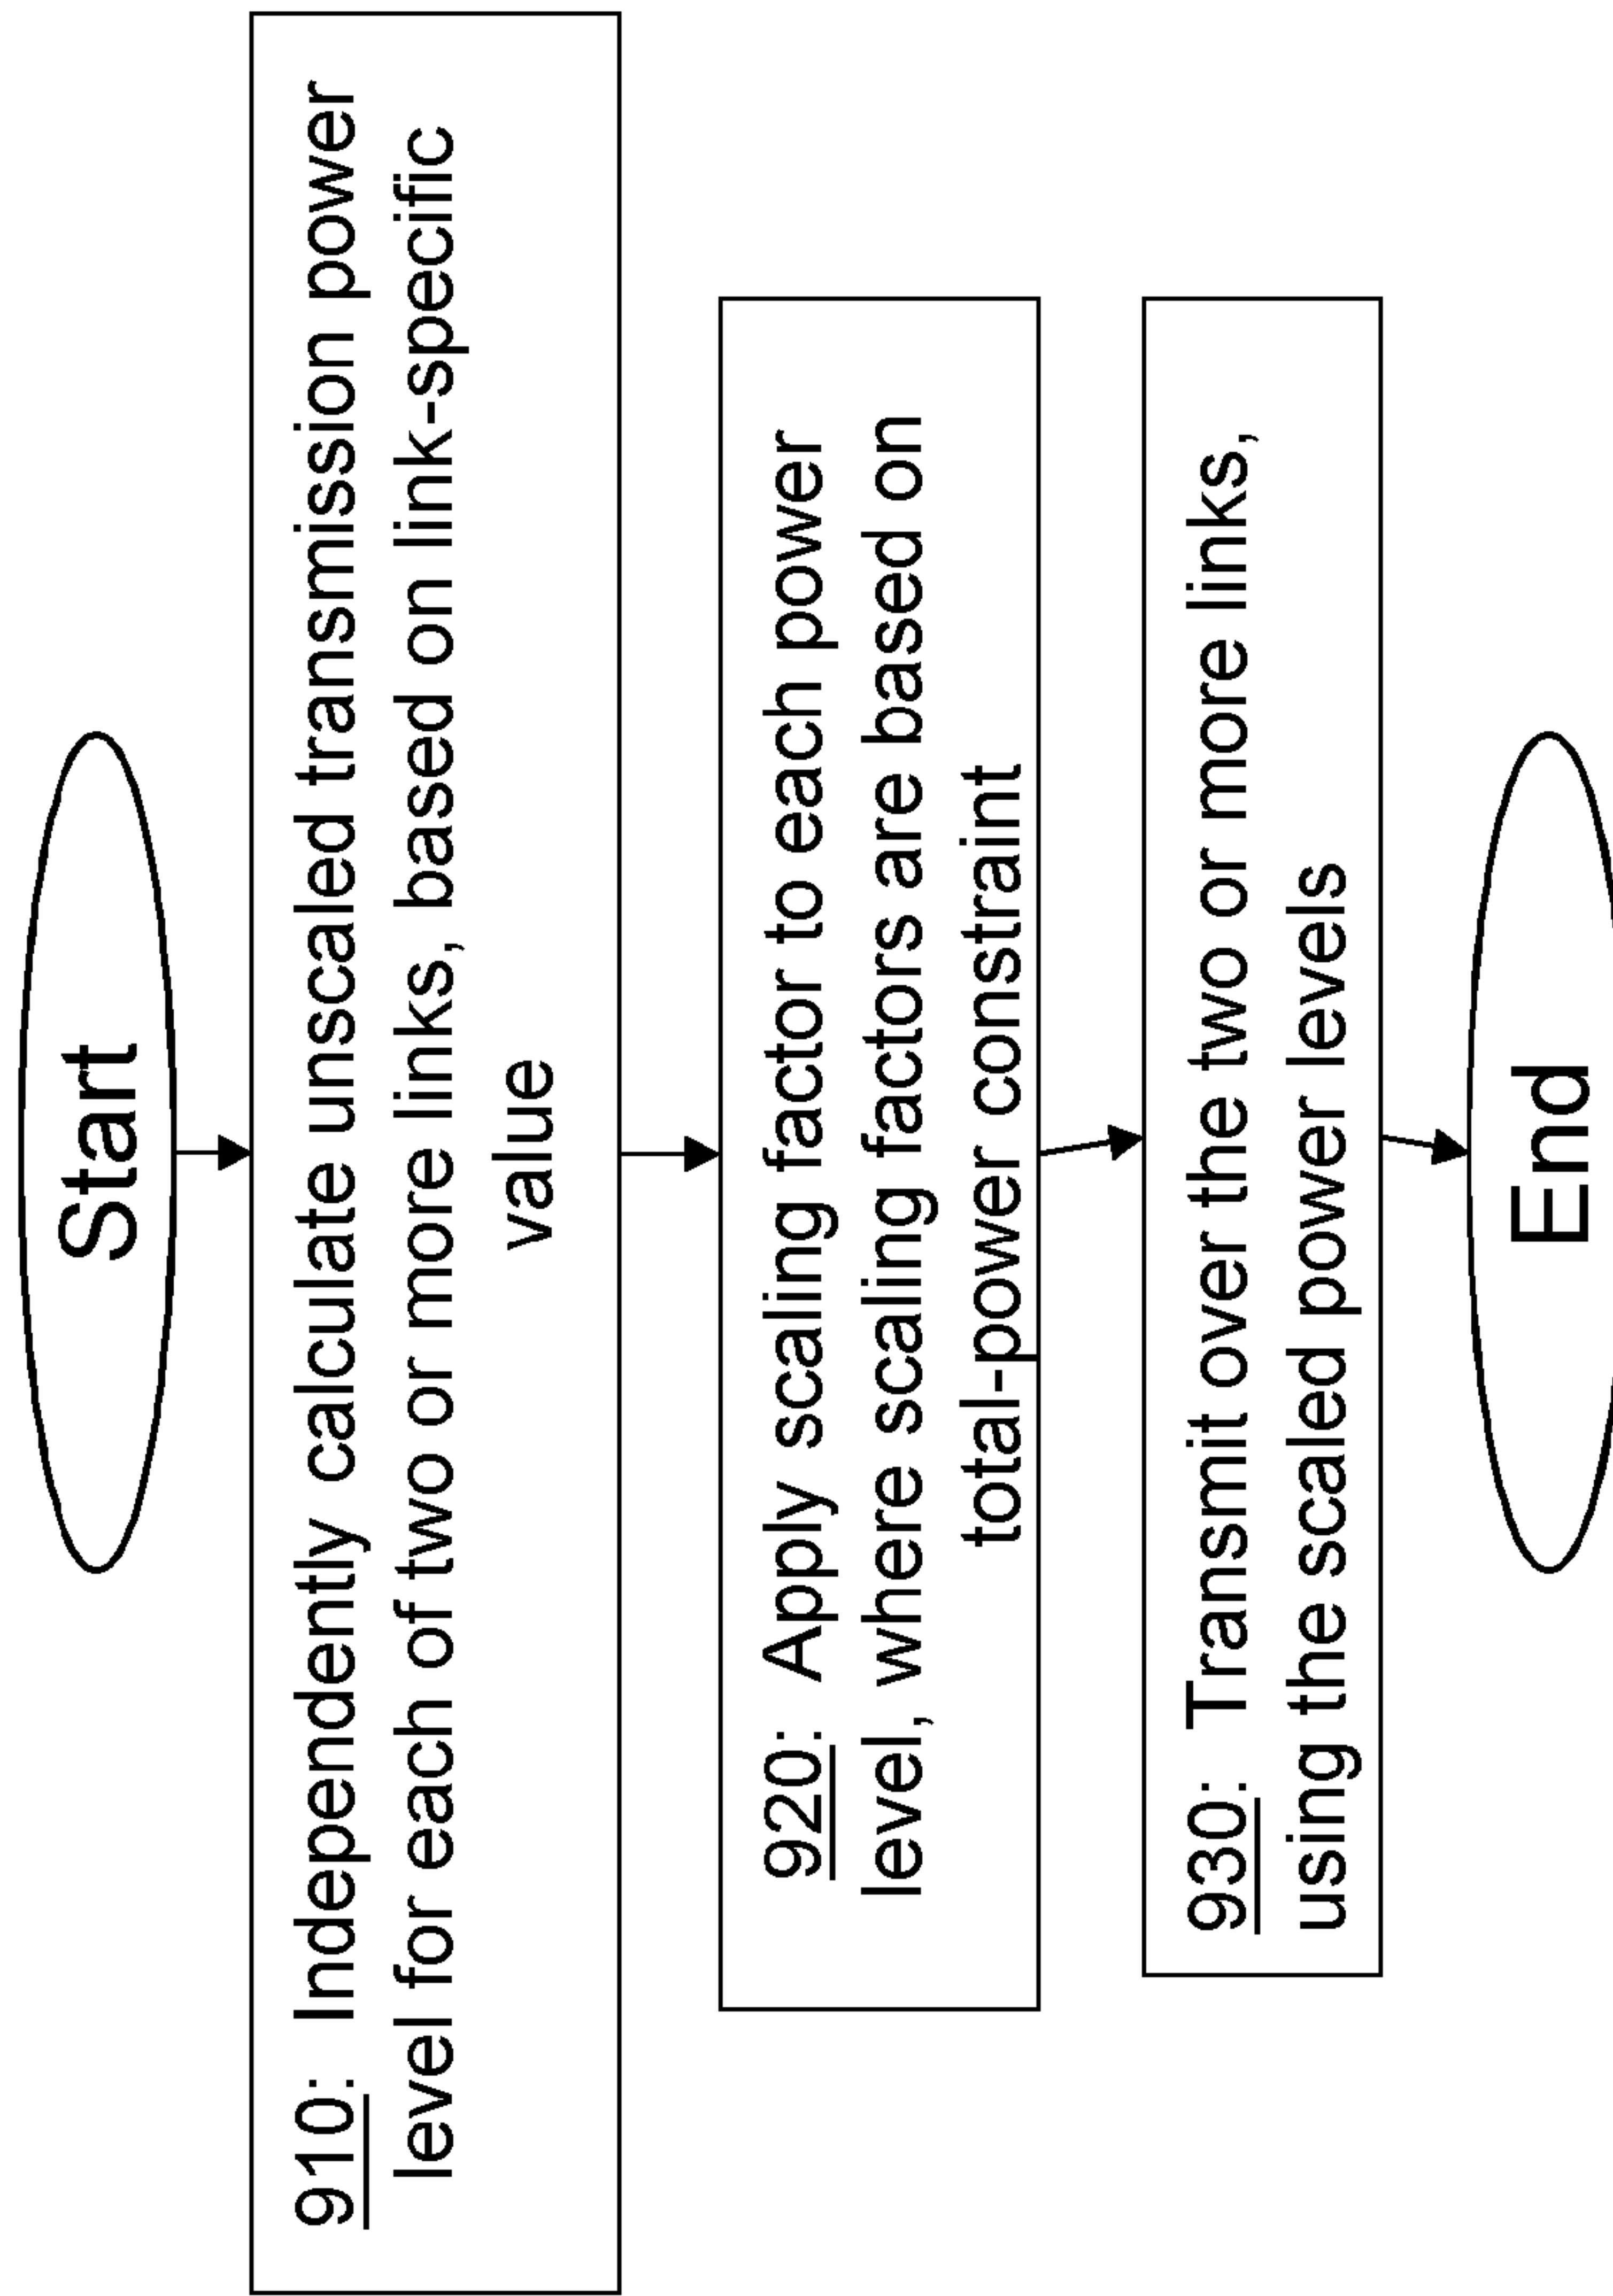 Start
910: Independently calculate unscaled transmission power
level for each of two or more links, based on link-specific
value
920: Apply scaling factor to each power
level, where scaling factors are based on
total-power constraint
930: Transmit over the two or more links,
using the scaled power levels
End